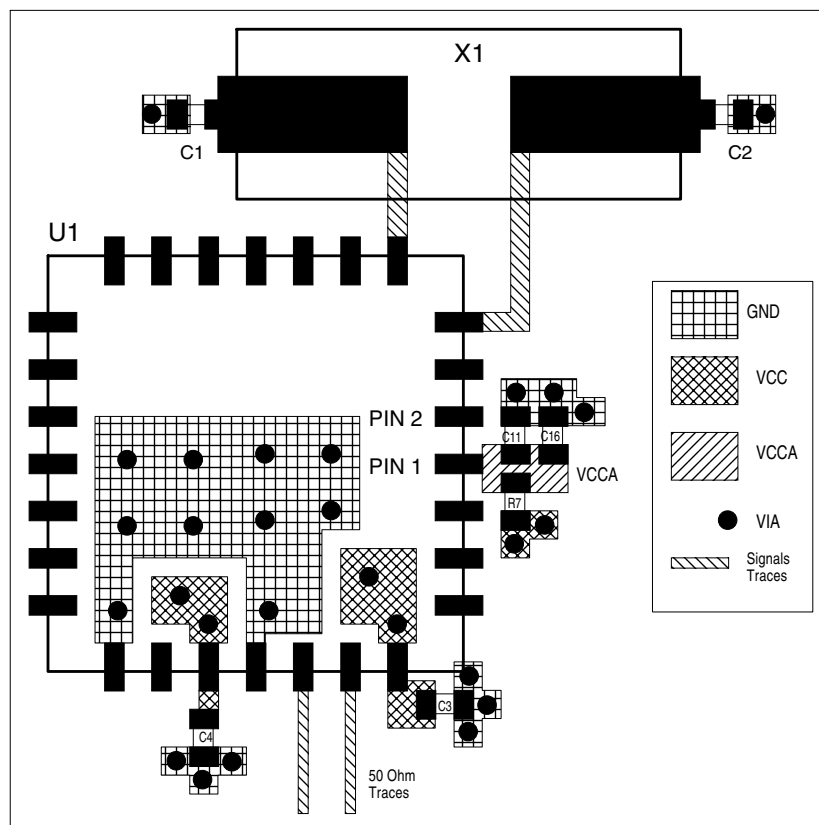 X1
C1
C2
U1
GND
VCC
PIN 2
C11
C16
PIN 1
VCCA
VCCA
R7
VIA
Signals
Traces
C3
C4
50 Ohm
Traces